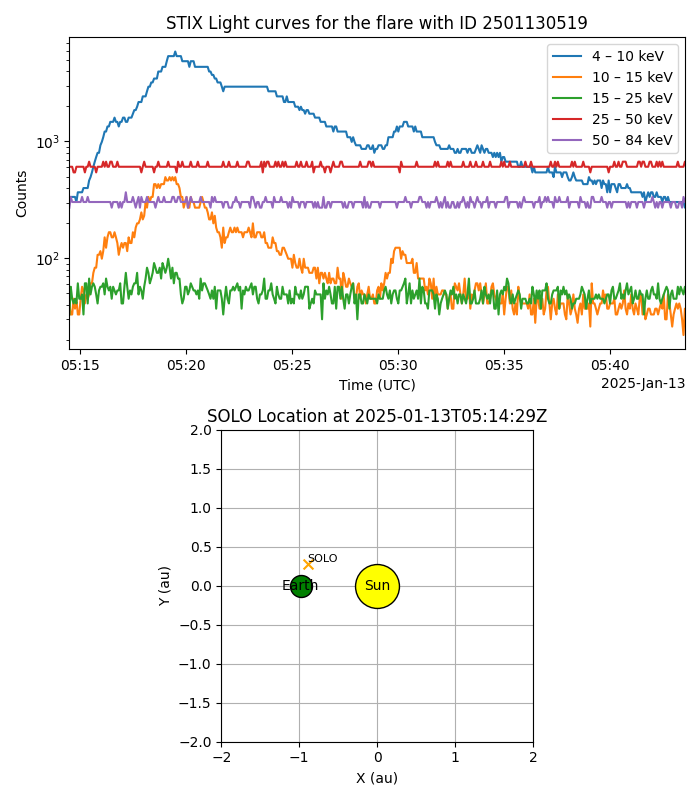 STIX Light curves for the flare with ID 2501130519
4 – 10 keV
10 – 15 keV
15 – 25 keV
25 – 50 keV
50 – 84 keV
10³
10²
Counts
05:15 05:20 05:25 05:30 05:35 05:40
Time (UTC)
2025-Jan-13
SOLO Location at 2025-01-13T05:14:29Z
2.0
1.5
1.0
0.5
0.0
−0.5
−1.0
−1.5
−2.0
Y (au)
SOLO
Earth
Sun
−2 −1 0 1 2
X (au)